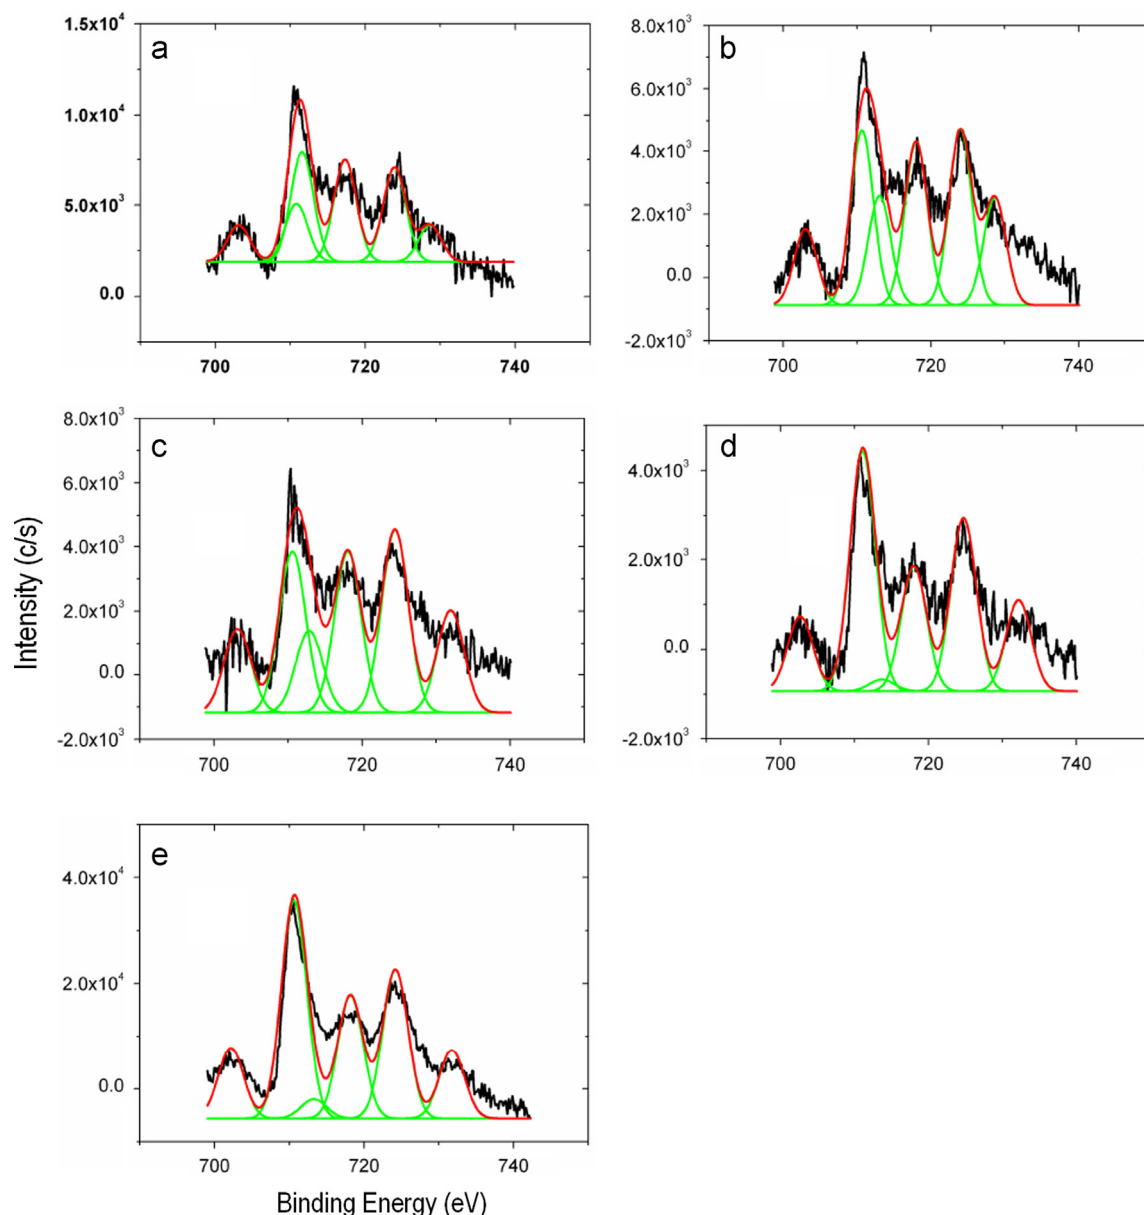 a
1.5x10⁴
1.0x10⁴
5.0x10³
0.0
700 720 740
b
8.0x10³
6.0x10³
4.0x10³
2.0x10³
0.0
-2.0x10³
700 720 740
c
8.0x10³
6.0x10³
4.0x10³
2.0x10³
0.0
-2.0x10³
700 720 740
d
4.0x10³
2.0x10³
0.0
-2.0x10³
700 720 740
e
4.0x10⁴
2.0x10⁴
0.0
700 720 740
Intensity (c/s)
Binding Energy (eV)